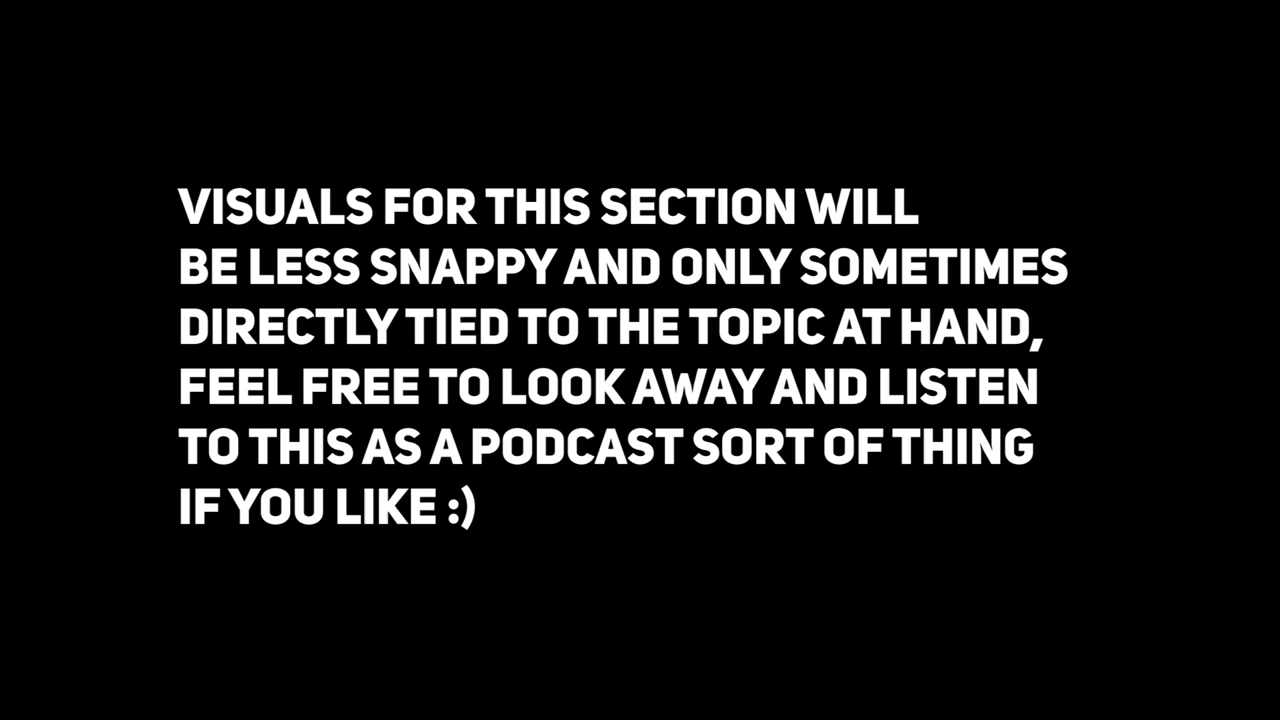 VISUALS FOR THIS SECTION WILL
BE LESS SNAPPY AND ONLY SOMETIMES
DIRECTLY TIED TO THE TOPIC AT HAND,
FEEL FREE TO LOOK AWAY AND LISTEN
TO THIS AS A PODCAST SORT OF THING
IF YOU LIKE :)